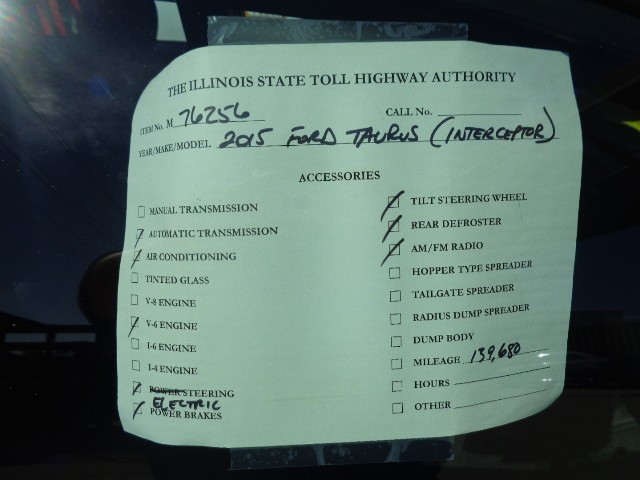 THE ILLINOIS STATE TOLL HIGHWAY AUTHORITY
ITEM No. M 76256 CALL No.
YEAR/MAKE/MODEL 2015 FORD TAURUS (INTERCEPTOR)
ACCESSORIES
MANUAL TRANSMISSION
AUTOMATIC TRANSMISSION
AIR CONDITIONING
TINTED GLASS
V-8 ENGINE
V-6 ENGINE
I-6 ENGINE
I-4 ENGINE
POWER STEERING
ELECTRIC
POWER BRAKES
TILT STEERING WHEEL
REAR DEFROSTER
AM/FM RADIO
HOPPER TYPE SPREADER
TAILGATE SPREADER
RADIUS DUMP SPREADER
DUMP BODY
MILEAGE 139,680
HOURS
OTHER